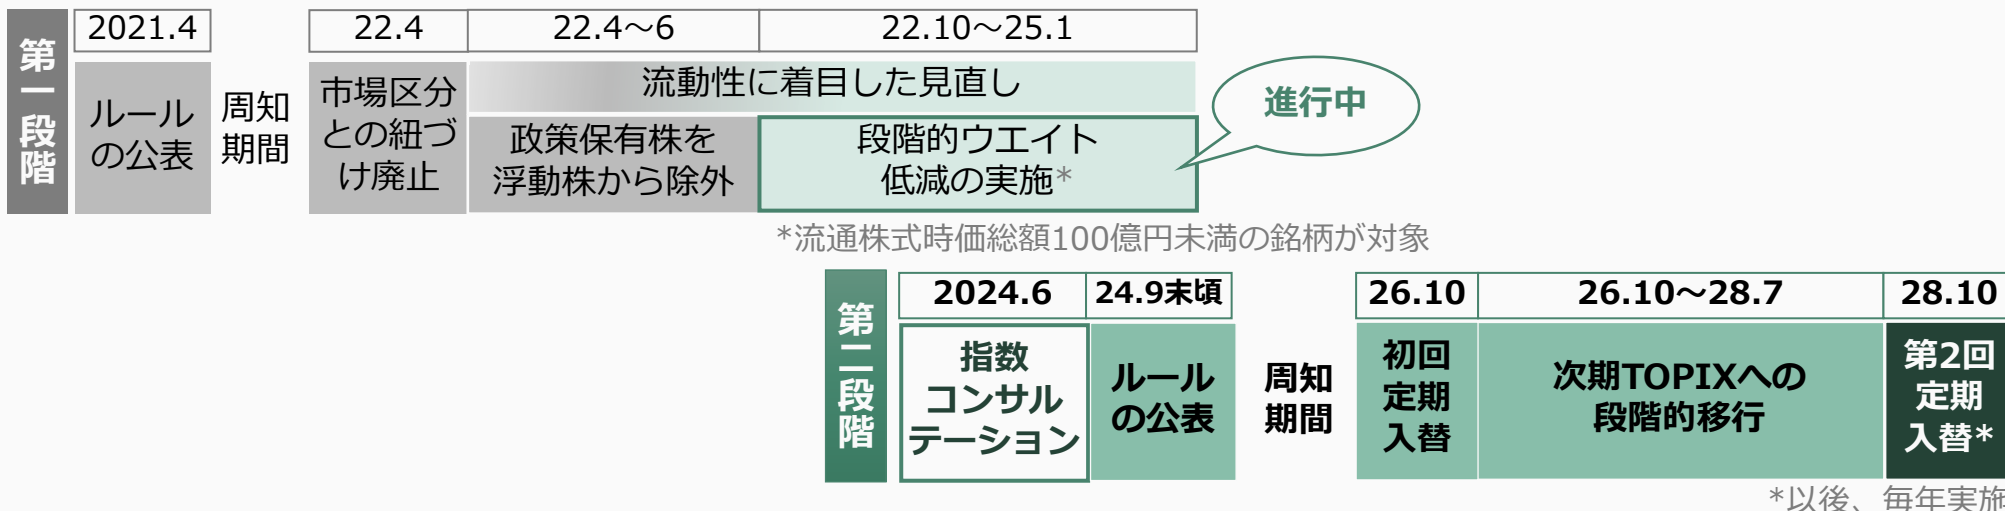 第一段階
2021.4
22.4
22.4～6
22.10～25.1
ルール
の公表
周知
期間
市場区分
との紐づ
け廃止
流動性に着目した見直し
政策保有株を
浮動株から除外
段階的ウエイト
低減の実施*
進行中
*流通株式時価総額100億円未満の銘柄が対象
第二段階
2024.6
24.9末頃
26.10
26.10～28.7
28.10
指数
コンサル
テーション
ルール
の公表
周知
期間
初回
定期
入替
次期TOPIXへの
段階的移行
第2回
定期
入替*
*以後、毎年実施